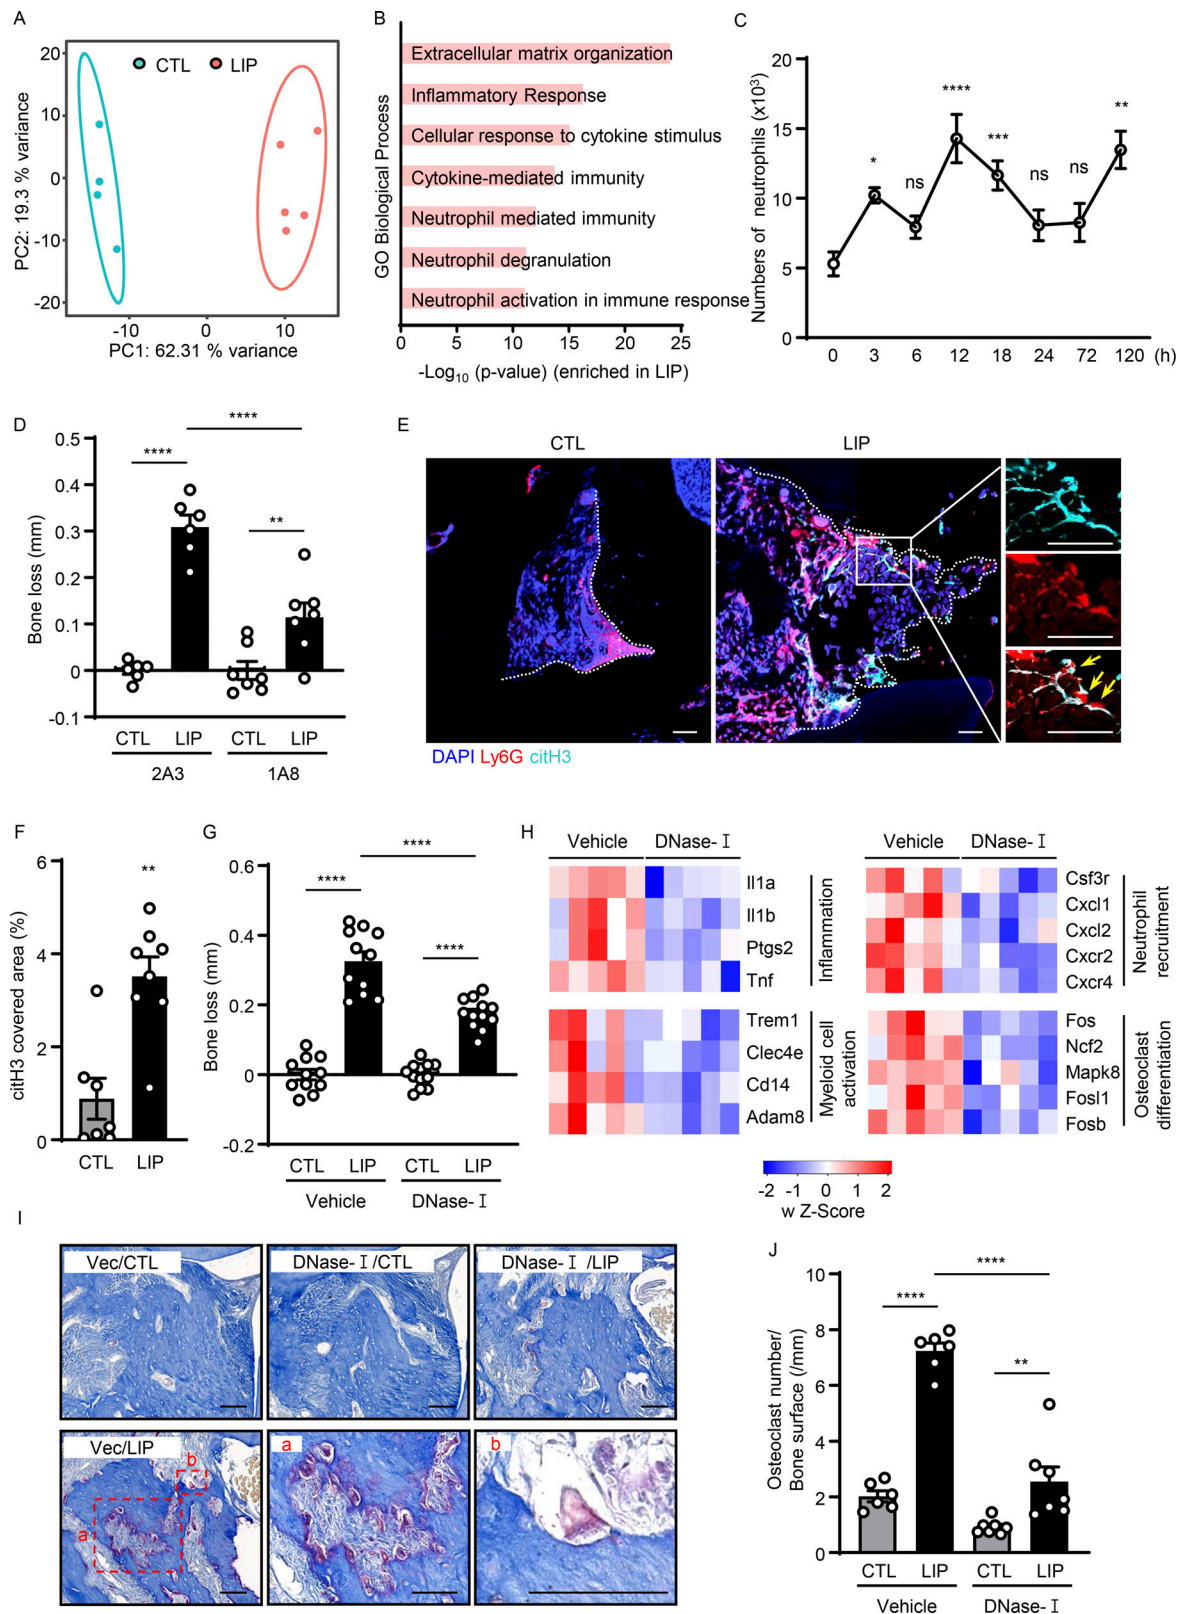 A
CTL
LIP
20
10
0
-10
-20
PC2: 19.3 % variance
-10
0
10
PC1: 62.31 % variance
B
GO Biological Process
Extracellular matrix organization
Inflammatory Response
Cellular response to cytokine stimulus
Cytokine-mediated immunity
Neutrophil mediated immunity
Neutrophil degranulation
Neutrophil activation in immune response
0 5 10 15 20 25
-Log10 (p-value) (enriched in LIP)
C
Numbers of neutrophils (x10³)
20
15
10
5
0
*
ns
****
***
ns
ns
**
0 3 6 12 18 24 72 120 (h)
D
Bone loss (mm)
0.5
0.4
0.3
0.2
0.1
0
-0.1
****
****
**
CTL LIP CTL LIP
2A3 1A8
E
CTL LIP
DAPI Ly6G citH3
F
citH3 covered area (%)
6
4
2
0
**
CTL LIP
G
Bone loss (mm)
0.6
0.4
0.2
0
-0.2
****
****
****
CTL LIP CTL LIP
Vehicle DNase-Ⅰ
H
Vehicle DNase-Ⅰ
Il1a
Il1b
Ptgs2
Tnf
Inflammation
Trem1
Clec4e
Cd14
Adam8
Myeloid cell
activation
Vehicle DNase-Ⅰ
Csf3r
Cxcl1
Cxcl2
Cxcr2
Cxcr4
Neutrophil
recruitment
Fos
Ncf2
Mapk8
Fosl1
Fosb
Osteoclast
differentiation
-2 -1 0 1 2
w Z-Score
I
Vec/CTL
DNase-Ⅰ/CTL
DNase-Ⅰ/LIP
Vec/LIP
a
b
a
b
J
Osteoclast number/
Bone surface (/mm)
10
8
6
4
2
0
****
****
**
CTL LIP CTL LIP
Vehicle DNase-Ⅰ